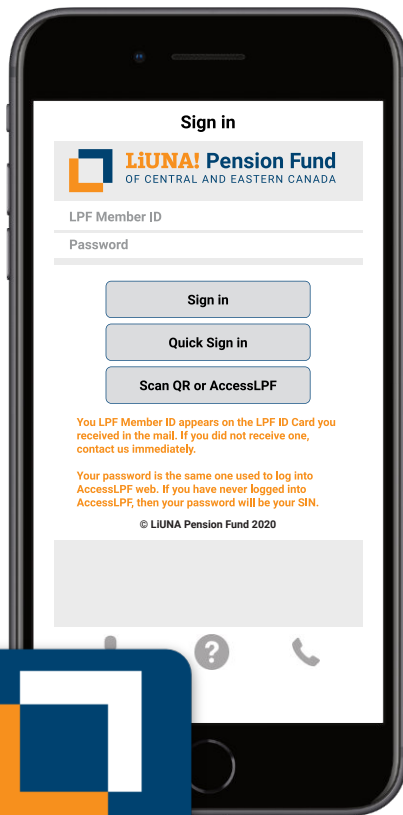 Sign in
LiUNA! Pension Fund
OF CENTRAL AND EASTERN CANADA
LPF Member ID
Password
Sign in
Quick Sign in
Scan QR or AccessLPF
You LPF Member ID appears on the LPF ID Card you
received in the mail. If you did not receive one,
contact us immediately.
Your password is the same one used to log into
AccessLPF web. If you have never logged into
AccessLPF, then your password will be your SIN.
© LiUNA Pension Fund 2020
?